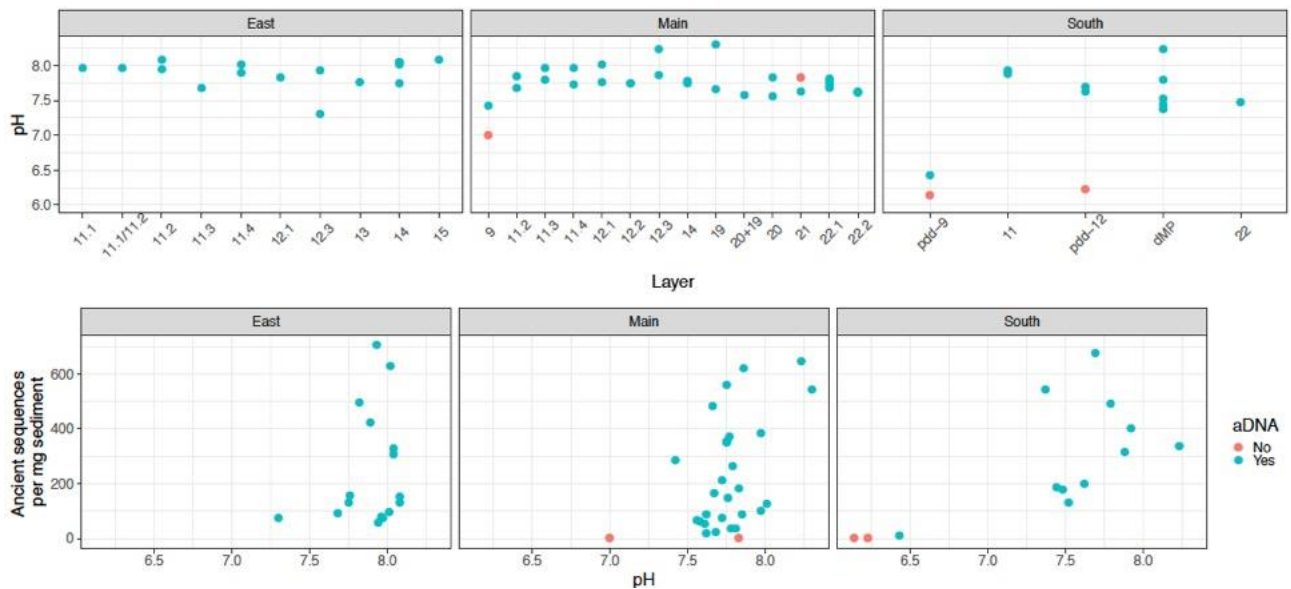 East Main South
pH
8.0
7.5
7.0
6.5
6.0
11.1 11.1/11.2 11.2 11.3 11.4 12.1 12.3 13 14 15 9 11.2 11.3 11.4 12.1 12.2 12.3 14 19 20+19 20 21 22.1 22.2 pdd-9 11 pdd-12 dMP 22
Layer
East Main South
Ancient sequences
per mg sediment
600
400
200
0
aDNA
No
Yes
6.5 7.0 7.5 8.0 6.5 7.0 7.5 8.0 6.5 7.0 7.5 8.0
pH